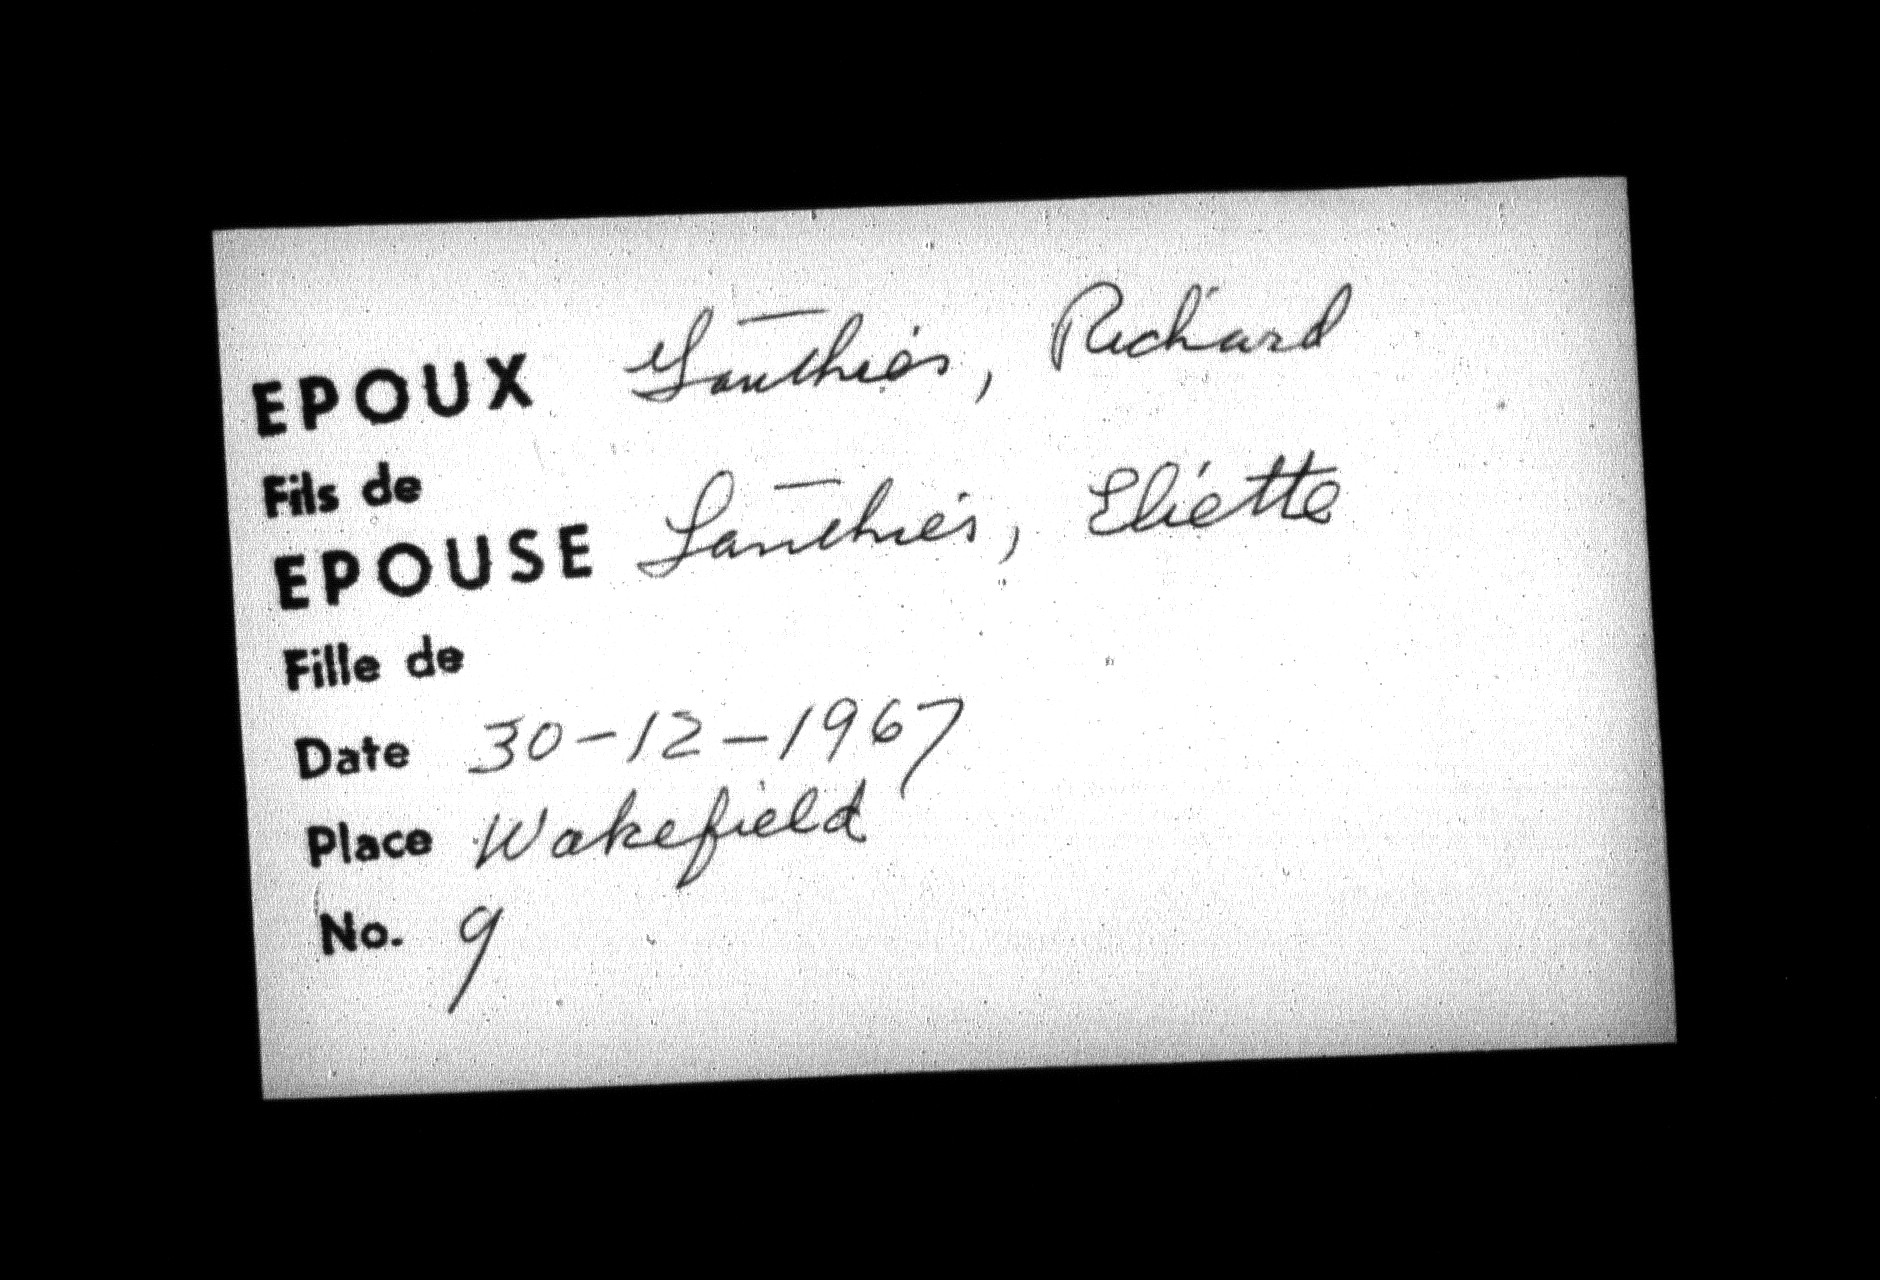 EPOUX Gauthier, Richard
Fils de
EPOUSE Gauthier, Eliette
Fille de
Date 30-12-1967
Place Wakefield
No. 9